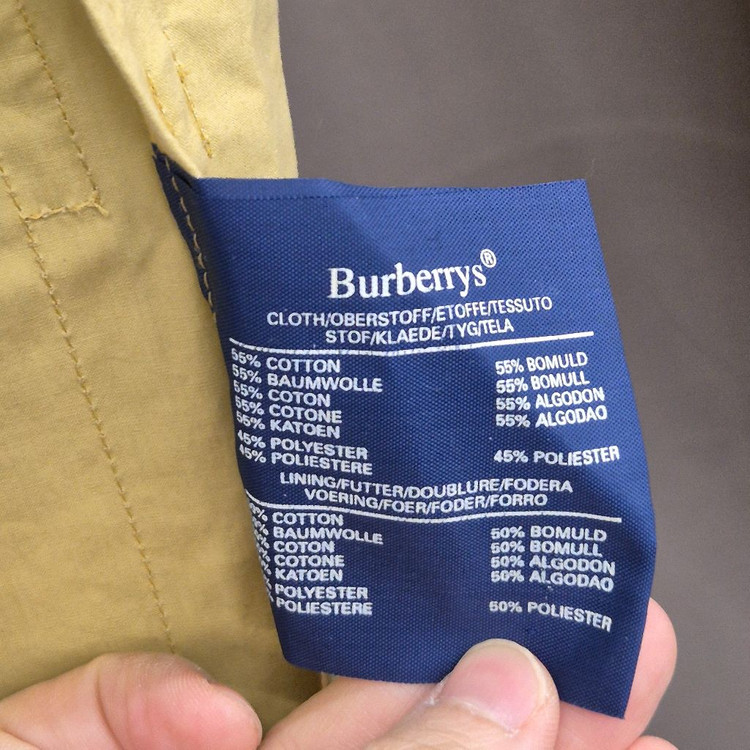 Burberrys®
CLOTH/OBERSTOFF/ETOFFE/TESSUTO
STOF/KLAEDE/TYG/TELA
55% COTTON
55% BAUMWOLLE
55% COTON
55% COTONE
55% KATOEN
45% POLYESTER
45% POLIESTERE
55% BOMULD
55% BOMULL
55% ALGODON
55% ALGODAO
45% POLIESTER
LINING/FUTTER/DOUBLURE/FODERA
VOERING/FOER/FODER/FORRO
0% COTTON
% BAUMWOLLE
% COTON
% COTONE
KATOEN
POLYESTER
POLIESTERE
50% BOMULD
50% BOMULL
50% ALGODON
50% ALGODAO
50% POLIESTER